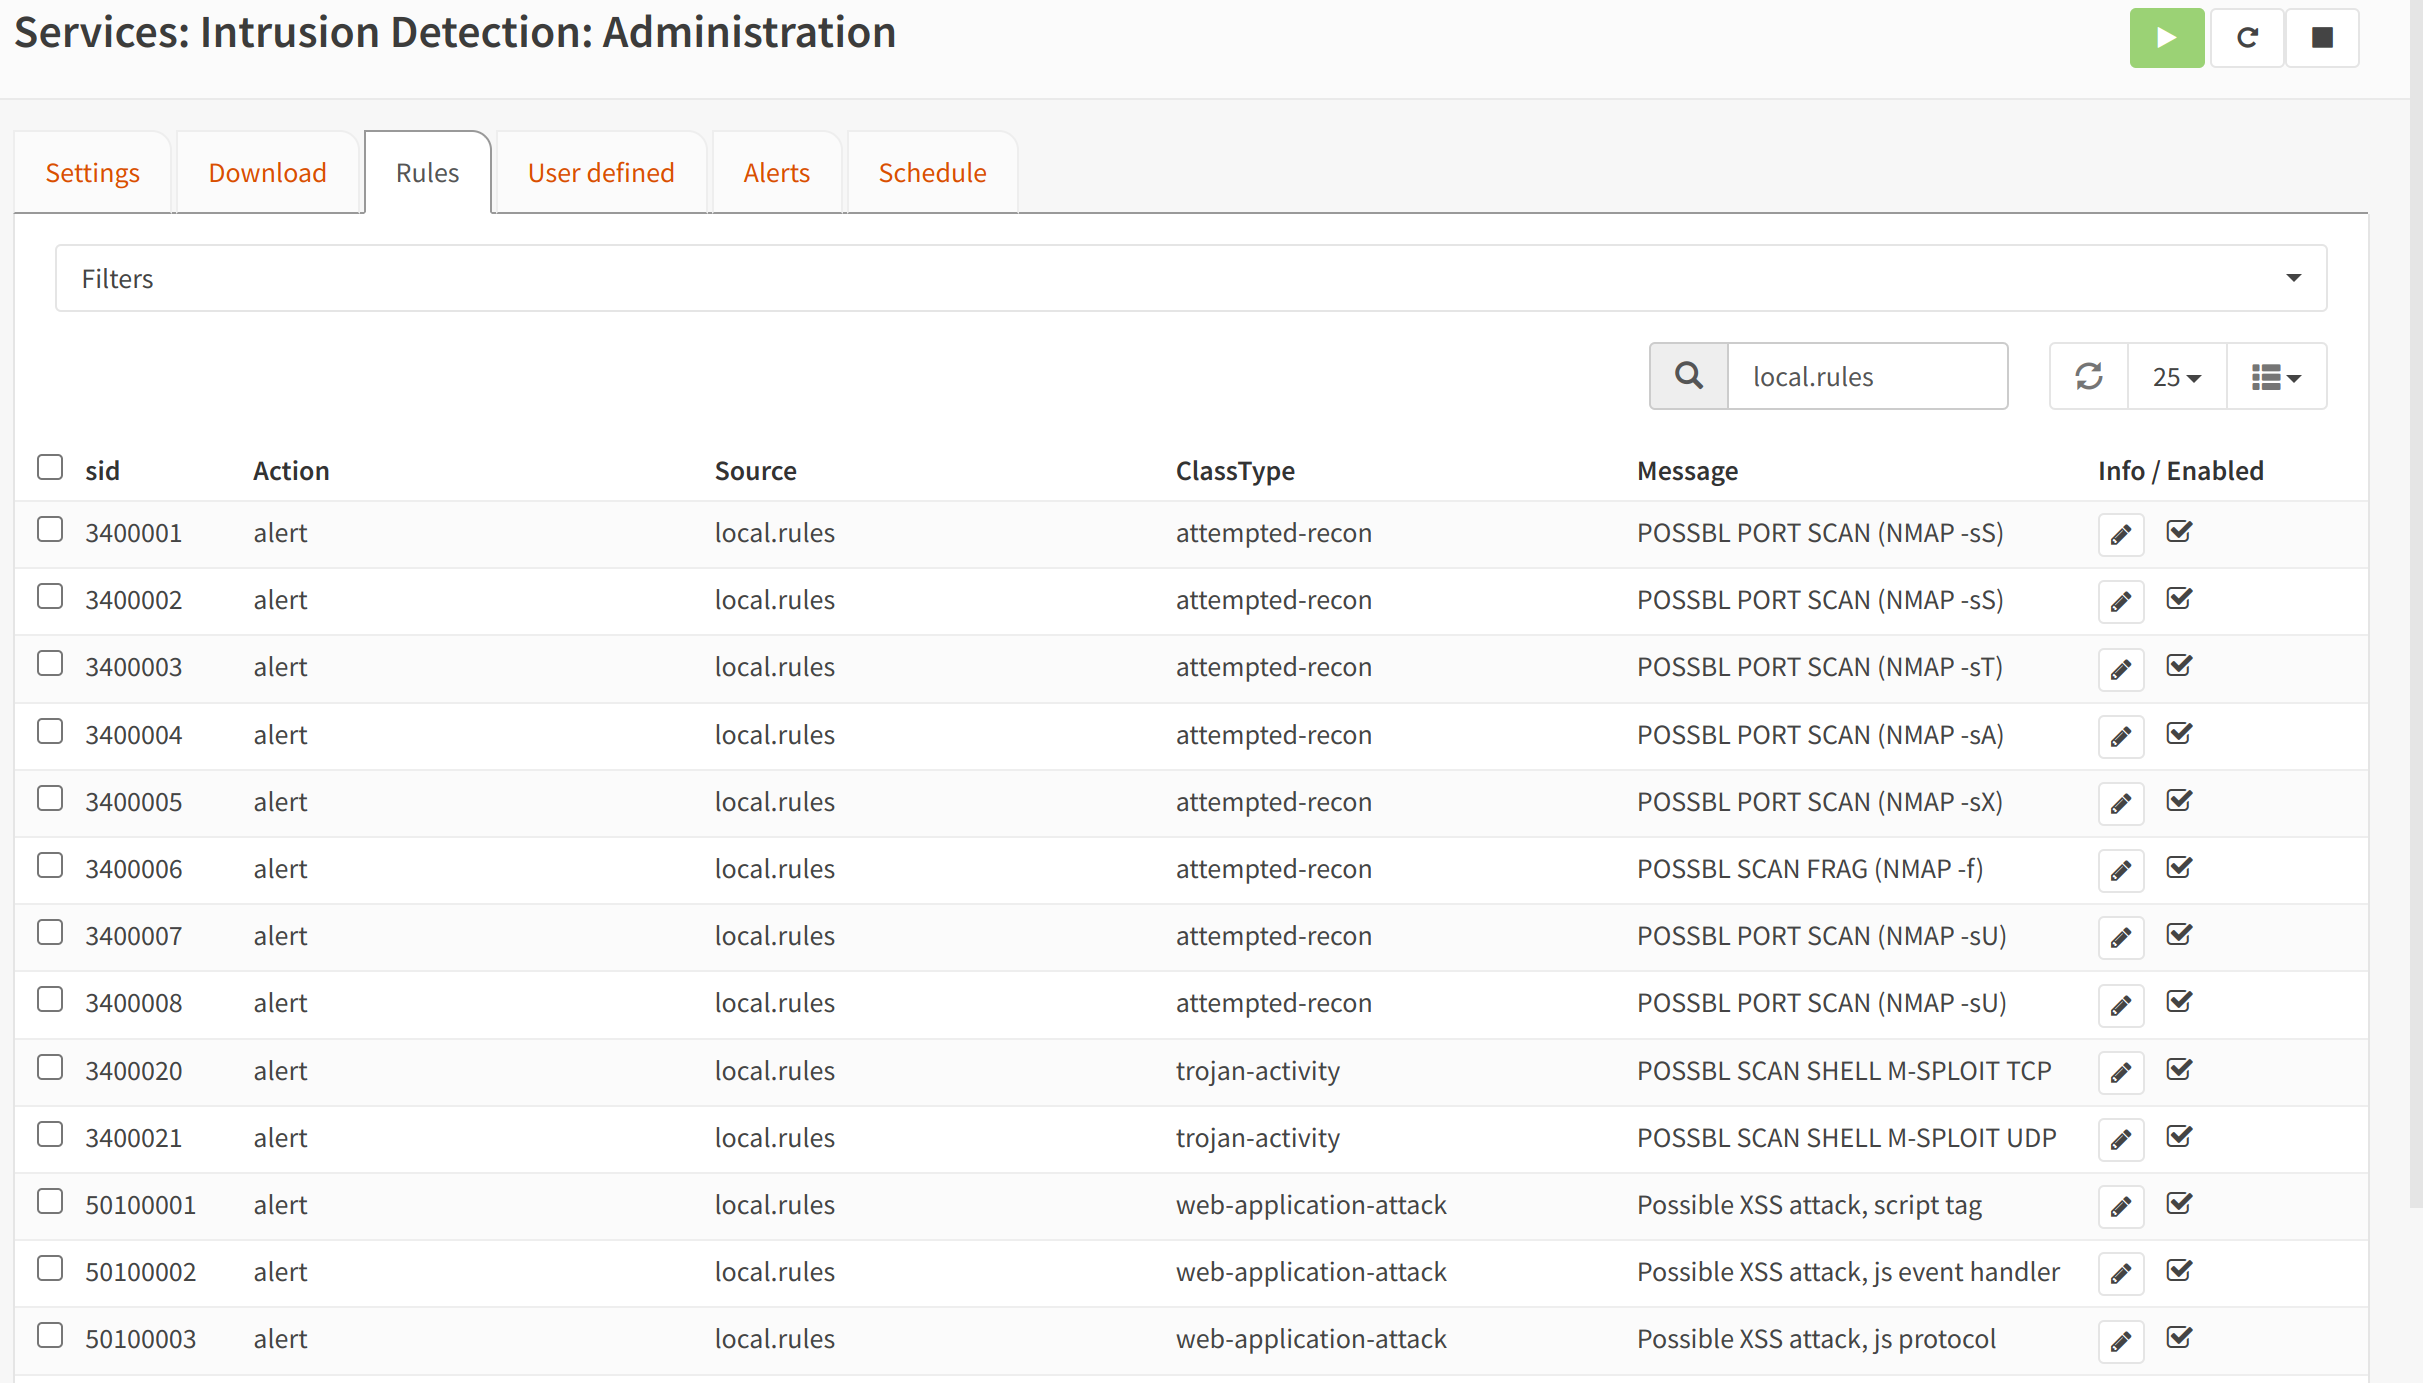 Services: Intrusion Detection: Administration
Settings Download Rules User defined Alerts Schedule
Filters
local.rules 25
sid Action Source ClassType Message Info / Enabled
3400001 alert local.rules attempted-recon POSSBL PORT SCAN (NMAP -sS)
3400002 alert local.rules attempted-recon POSSBL PORT SCAN (NMAP -sS)
3400003 alert local.rules attempted-recon POSSBL PORT SCAN (NMAP -sT)
3400004 alert local.rules attempted-recon POSSBL PORT SCAN (NMAP -sA)
3400005 alert local.rules attempted-recon POSSBL PORT SCAN (NMAP -sX)
3400006 alert local.rules attempted-recon POSSBL SCAN FRAG (NMAP -f)
3400007 alert local.rules attempted-recon POSSBL PORT SCAN (NMAP -sU)
3400008 alert local.rules attempted-recon POSSBL PORT SCAN (NMAP -sU)
3400020 alert local.rules trojan-activity POSSBL SCAN SHELL M-SPLOIT TCP
3400021 alert local.rules trojan-activity POSSBL SCAN SHELL M-SPLOIT UDP
50100001 alert local.rules web-application-attack Possible XSS attack, script tag
50100002 alert local.rules web-application-attack Possible XSS attack, js event handler
50100003 alert local.rules web-application-attack Possible XSS attack, js protocol